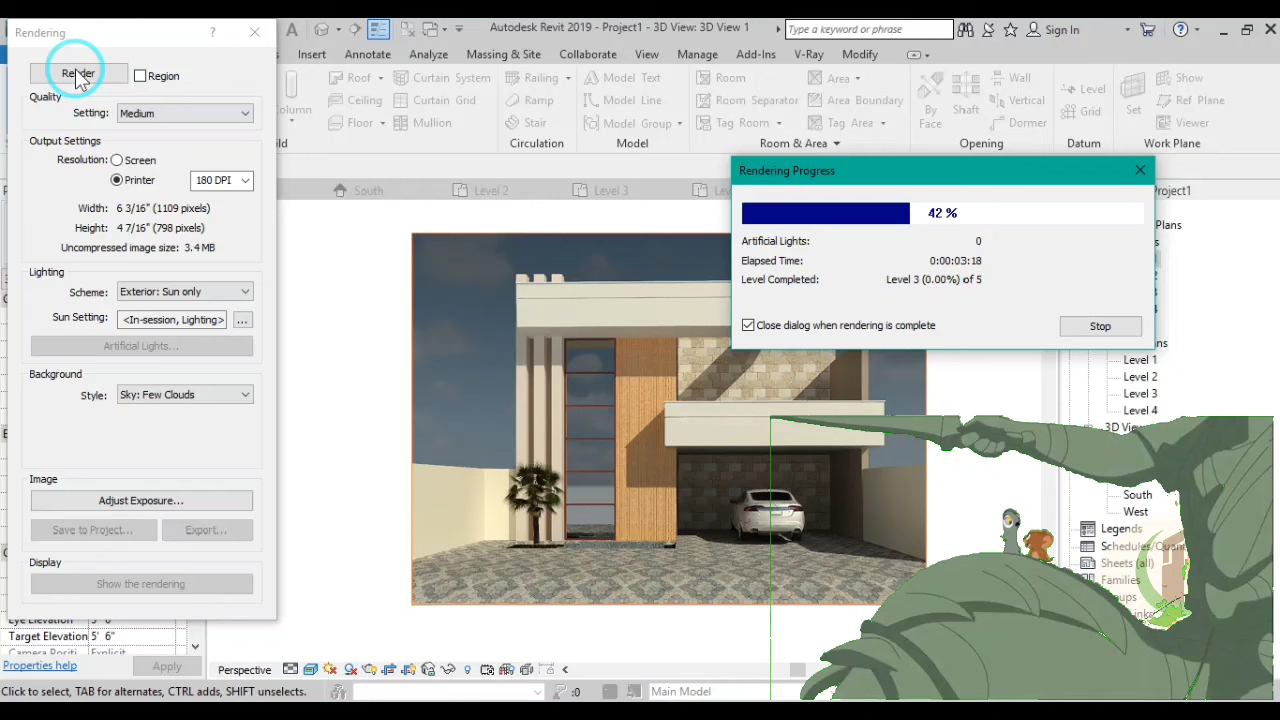 Rendering
?
Autodesk Revit 2019 - Project1 - 3D View: 3D View 1
Type a keyword or phrase
Sign In
Render
Region
Insert Annotate Analyze Massing & Site Collaborate View Manage Add-Ins V-Ray Modify
Quality
Setting: Medium
Roof Curtain System Railing Model Text Room Area Wall Show
Ceiling Curtain Grid Ramp Model Line Room Separator Area Boundary By Face Shaft Vertical Level Set Ref Plane
Floor Mullion Stair Model Group Tag Room Tag Area Dormer Grid Viewer
Circulation Model Room & Area Opening Datum Work Plane
Output Settings
Resolution: Screen
Printer 180 DPI
Width: 6 3/16" (1109 pixels)
Height: 4 7/16" (798 pixels)
Uncompressed image size: 3.4 MB
South Level 2 Level 3
Lighting
Scheme: Exterior: Sun only
Sun Setting: <In-session, Lighting> ...
Artificial Lights...
Background
Style: Sky: Few Clouds
Image
Adjust Exposure...
Save to Project... Export...
Display
Show the rendering
Rendering Progress
42 %
Artificial Lights: 0
Elapsed Time: 0:00:03:18
Level Completed: Level 3 (0.00%) of 5
Close dialog when rendering is complete
Stop
Level 1
Level 2
Level 3
Level 4
South
West
Legends
Sheets (all)
Families
Target Elevation 5' 6"
Properties help Apply
Perspective
Click to select, TAB for alternates, CTRL adds, SHIFT unselects.
:0
Main Model